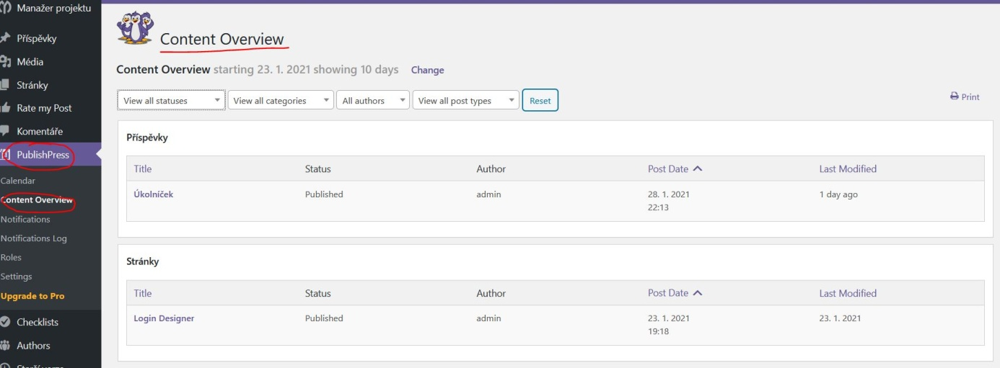 Manažer projektu
Příspěvky
Média
Stránky
Rate my Post
Komentáře
PublishPress
Calendar
Content Overview
Notifications
Notifications Log
Roles
Settings
Upgrade to Pro
Checklists
Authors
Starší verze
Content Overview
Content Overview starting 23. 1. 2021 showing 10 days Change
View all statuses View all categories All authors View all post types Reset Print
Příspěvky
Title Status Author Post Date Last Modified
Úkolníček Published admin 28. 1. 2021 1 day ago
22:13
Stránky
Title Status Author Post Date Last Modified
Login Designer Published admin 23. 1. 2021 23. 1. 2021
19:18